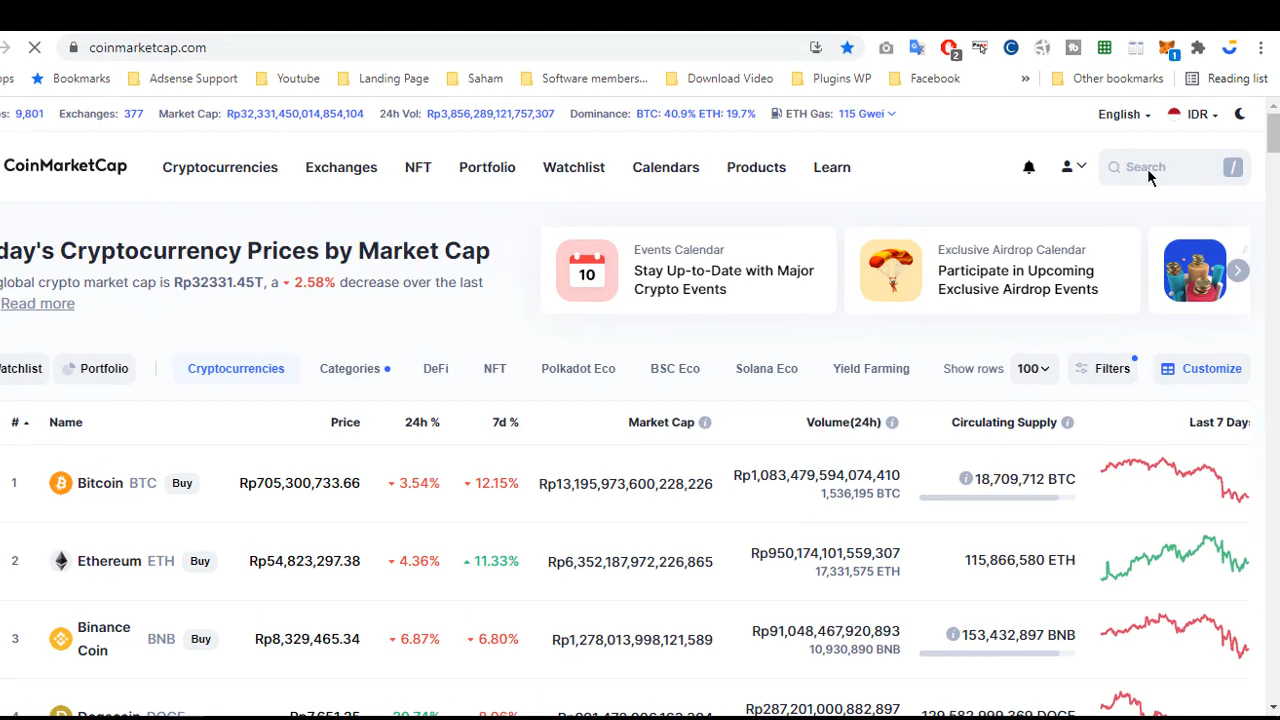 coinmarketcap.com
2
1
ops Bookmarks Adsense Support Youtube Landing Page Saham Software members... Download Video Plugins WP Facebook » Other bookmarks Reading list
os: 9,801 Exchanges: 377 Market Cap: Rp32,331,450,014,854,104 24h Vol: Rp3,856,289,121,757,307 Dominance: BTC: 40.9% ETH: 19.7% ETH Gas: 115 Gwei English IDR
CoinMarketCap Cryptocurrencies Exchanges NFT Portfolio Watchlist Calendars Products Learn Search /
day's Cryptocurrency Prices by Market Cap
global crypto market cap is Rp32331.45T, a 2.58% decrease over the last
Read more
10
Events Calendar
Stay Up-to-Date with Major
Crypto Events
Exclusive Airdrop Calendar
Participate in Upcoming
Exclusive Airdrop Events
atchlist Portfolio Cryptocurrencies Categories DeFi NFT Polkadot Eco BSC Eco Solana Eco Yield Farming Show rows 100 Filters Customize
# Name Price 24h % 7d % Market Cap Volume(24h) Circulating Supply Last 7 Days
1 Bitcoin BTC Buy Rp705,300,733.66 3.54% 12.15% Rp13,195,973,600,228,226 Rp1,083,479,594,074,410 18,709,712 BTC
1,536,195 BTC
2 Ethereum ETH Buy Rp54,823,297.38 4.36% 11.33% Rp6,352,187,972,226,865 Rp950,174,101,559,307 115,866,580 ETH
17,331,575 ETH
3 Binance Coin BNB Buy Rp8,329,465.34 6.87% 6.80% Rp1,278,013,998,121,589 Rp91,048,467,920,893 153,432,897 BNB
10,930,890 BNB
Rp287,201,000,882,897